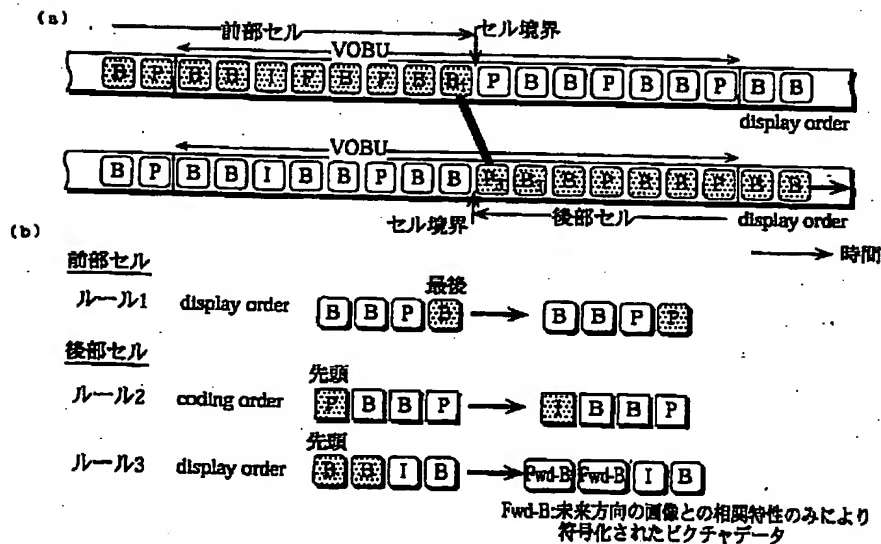 (a)
前部セル
セル境界
VOBU
B P B B I P B P B B P B B P B B P B B
display order
VOBU
B P B B I B B P B B P B B P B B P B B
セル境界
後部セル
display order
時間
(b)
前部セル
最後
ルール1 display order B B P B B B P P
後部セル
先頭
ルール2 coding order P B B P I B B P
先頭
ルール3 display order B B I B Fwd-B Fwd-B I B
Fwd-B:未来方向の画像との相関特性のみにより
符号化されたピクチャデータ